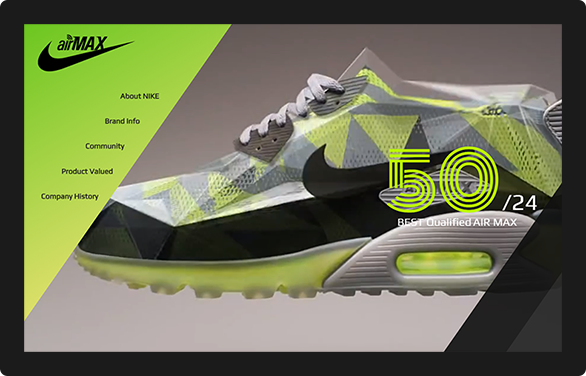 airMAX
About NIKE
Brand Info
Community
Product Valued
Company History
50
/24
BEST Qualified AIR MAX